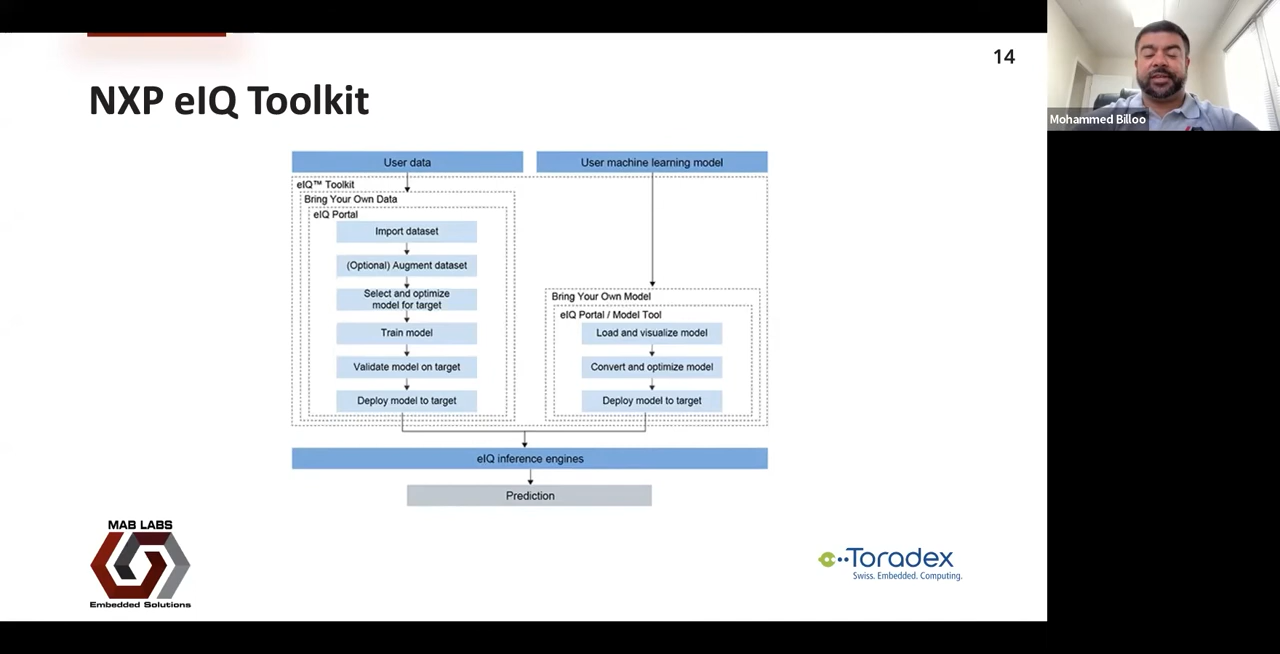 14
Mohammed Billoo
NXP eIQ Toolkit
User data
User machine learning model
eIQ™ Toolkit
Bring Your Own Data
eIQ Portal
Import dataset
(Optional) Augment dataset
Select and optimize
model for target
Train model
Validate model on target
Deploy model to target
Bring Your Own Model
eIQ Portal / Model Tool
Load and visualize model
Convert and optimize model
Deploy model to target
eIQ inference engines
Prediction
MAB LABS
Embedded Solutions
Toradex
Swiss. Embedded. Computing.